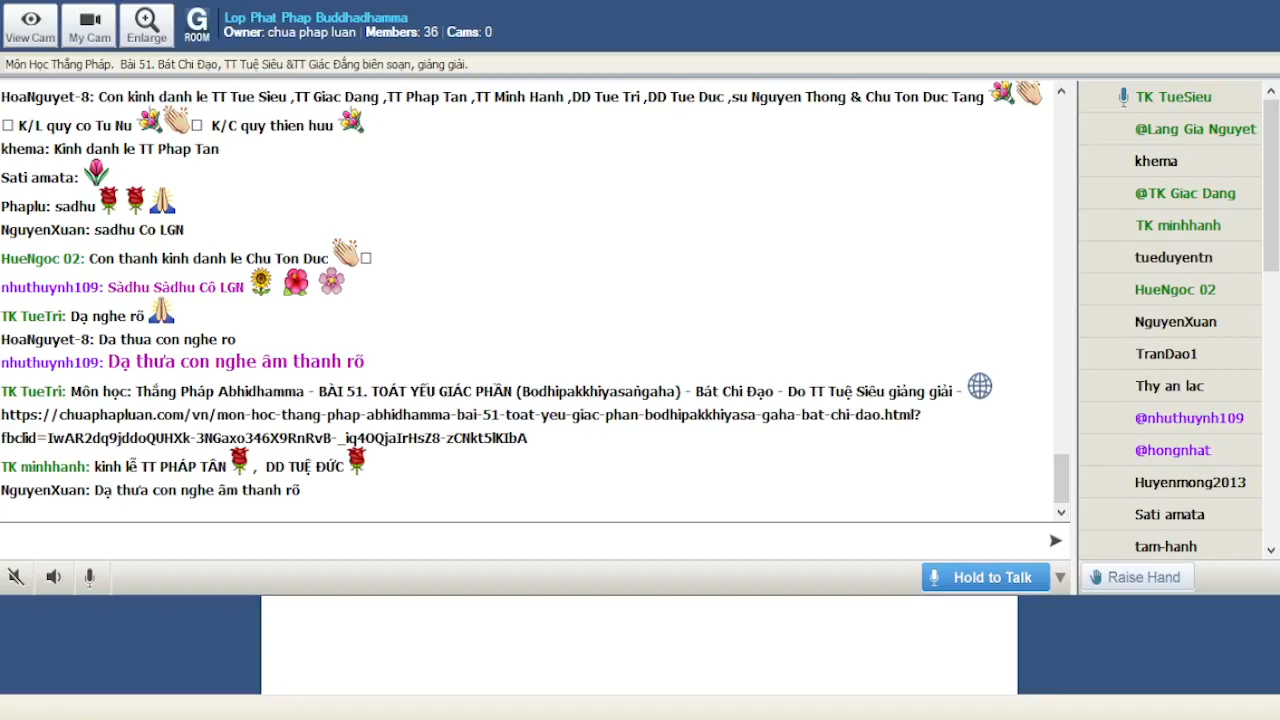 View Cam
My Cam
Enlarge
G
ROOM
Lop Phat Phap Buddhadhamma
Owner: chua phap luan | Members: 36 | Cams: 0
Môn Học Thắng Pháp. Bài 51. Bát Chi Đạo, TT Tuệ Siêu &TT Giác Đẳng biên soạn, giảng giải.
HoaNguyet-8: Con kinh danh le TT Tue Sieu ,TT Giac Dang ,TT Phap Tan ,TT Minh Hanh ,DD Tue Tri ,DD Tue Duc ,su Nguyen Thong & Chu Ton Duc Tang
K/L quy co Tu Nu K/C quy thien huu
khema: Kinh danh le TT Phap Tan
Sati amata:
Phaplu: sadhu
NguyenXuan: sadhu Co LGN
HueNgoc 02: Con thanh kinh danh le Chu Ton Duc
nhuthuynh109: Sàdhu Sàdhu Cô LGN
TK TueTri: Dạ nghe rõ
HoaNguyet-8: Da thua con nghe ro
nhuthuynh109: Dạ thưa con nghe âm thanh rõ
TK TueTri: Môn học: Thắng Pháp Abhidhamma - BÀI 51. TOÁT YẾU GIÁC PHẦN (Bodhipakkhiyasaṅgaha) - Bát Chi Đạo - Do TT Tuệ Siêu giảng giải -
https://chuaphapluan.com/vn/mon-hoc-thang-phap-abhidhamma-bai-51-toat-yeu-giac-phan-bodhipakkhiyasa-gaha-bat-chi-dao.html?
fbclid=IwAR2dq9jddoQUHXk-3NGaxo346X9RnRvB-_iq4OQjaIrHsZ8-zCNkt5lKIbA
TK minhhanh: kinh lễ TT PHÁP TÂN , DD TUỆ ĐỨC
NguyenXuan: Dạ thưa con nghe âm thanh rõ
TK TueSieu
@Lang Gia Nguyet
khema
@TK Giac Dang
TK minhhanh
tueduyentn
HueNgoc 02
NguyenXuan
TranDao1
Thy an lac
@nhuthuynh109
@hongnhat
Huyenmong2013
Sati amata
tam-hanh
Hold to Talk
Raise Hand